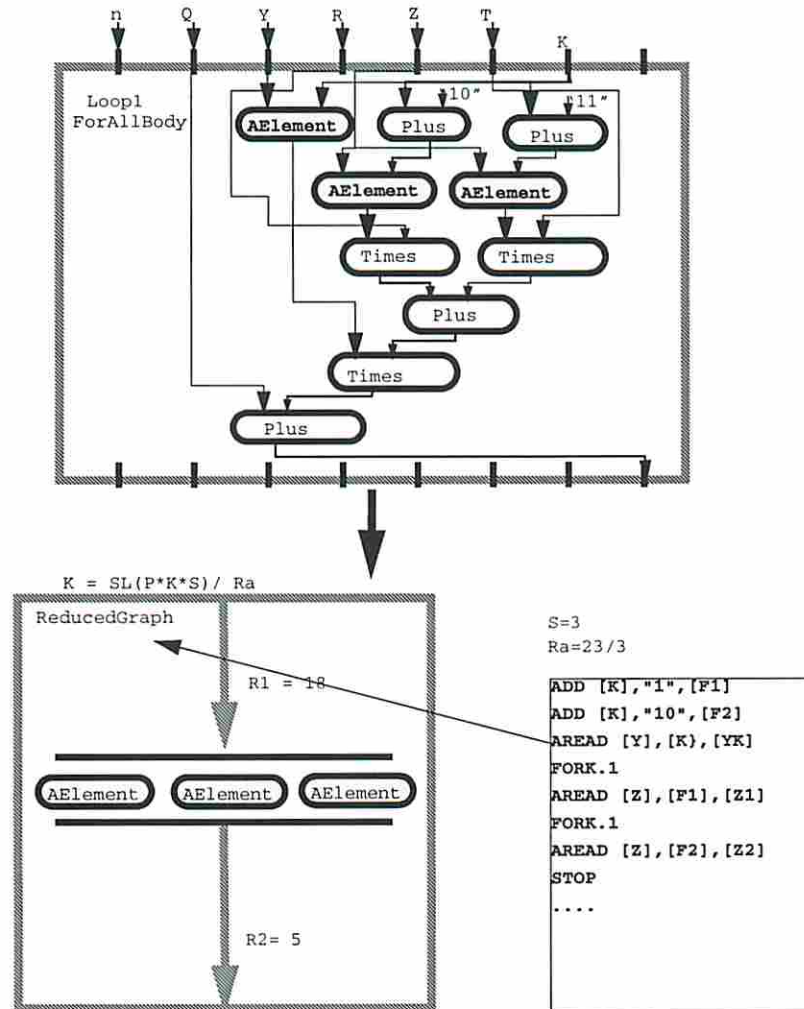 n Q Y R Z T K
Loop1
ForAllBody
"10"
"11"
AElement Plus Plus
AElement AElement
Times Times
Plus
Times
Plus
K = SL(P*K*S)/ Ra
ReducedGraph
R1 = 18
AElement AElement AElement
R2= 5
S=3
Ra=23/3
ADD [K],"1",[F1]
ADD [K],"10",[F2]
AREAD [Y],[K},[YK]
FORK.1
AREAD [Z],[F1],[Z1]
FORK.1
AREAD [Z],[F2],[Z2]
STOP
....